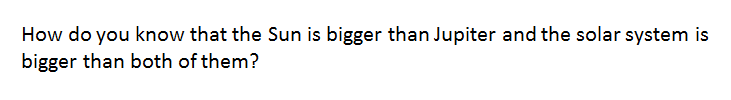 How do you know that the Sun is bigger than Jupiter and the solar system is
bigger than both of them?